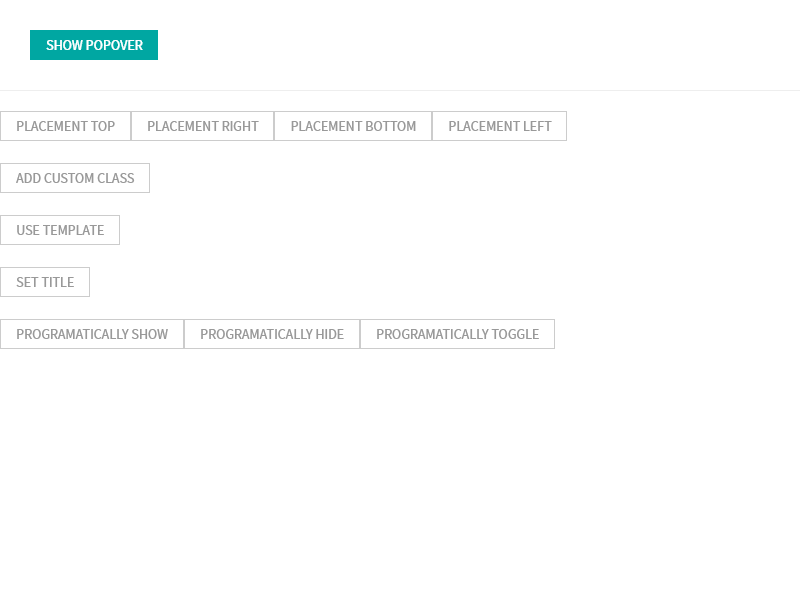 SHOW POPOVER
PLACEMENT TOP PLACEMENT RIGHT PLACEMENT BOTTOM PLACEMENT LEFT
ADD CUSTOM CLASS
USE TEMPLATE
SET TITLE
PROGRAMATICALLY SHOW PROGRAMATICALLY HIDE PROGRAMATICALLY TOGGLE